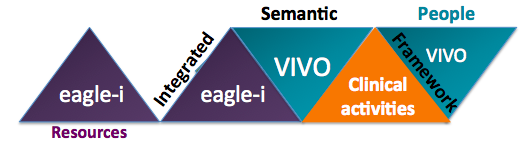 Semantic
People
Integrated
Framework
eagle-i
eagle-i
VIVO
Clinical
activities
VIVO
Resources